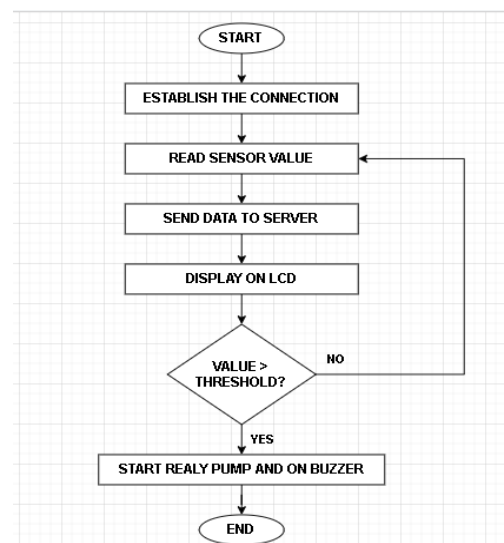 START
ESTABLISH THE CONNECTION
READ SENSOR VALUE
SEND DATA TO SERVER
DISPLAY ON LCD
VALUE >
THRESHOLD?
NO
YES
START REALY PUMP AND ON BUZZER
END